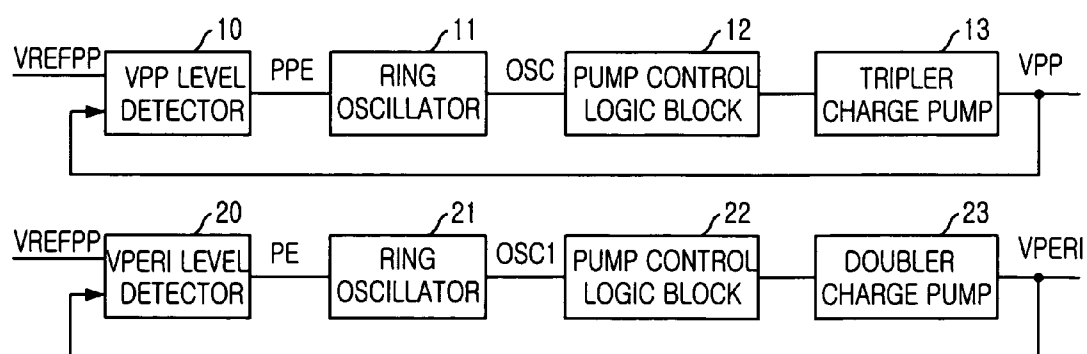 10 11 12 13
VREFPP VPP LEVEL DETECTOR PPE RING OSCILLATOR OSC PUMP CONTROL LOGIC BLOCK TRIPLER CHARGE PUMP VPP
20 21 22 23
VREFPP VPERI LEVEL DETECTOR PE RING OSCILLATOR OSC1 PUMP CONTROL LOGIC BLOCK DOUBLER CHARGE PUMP VPERI